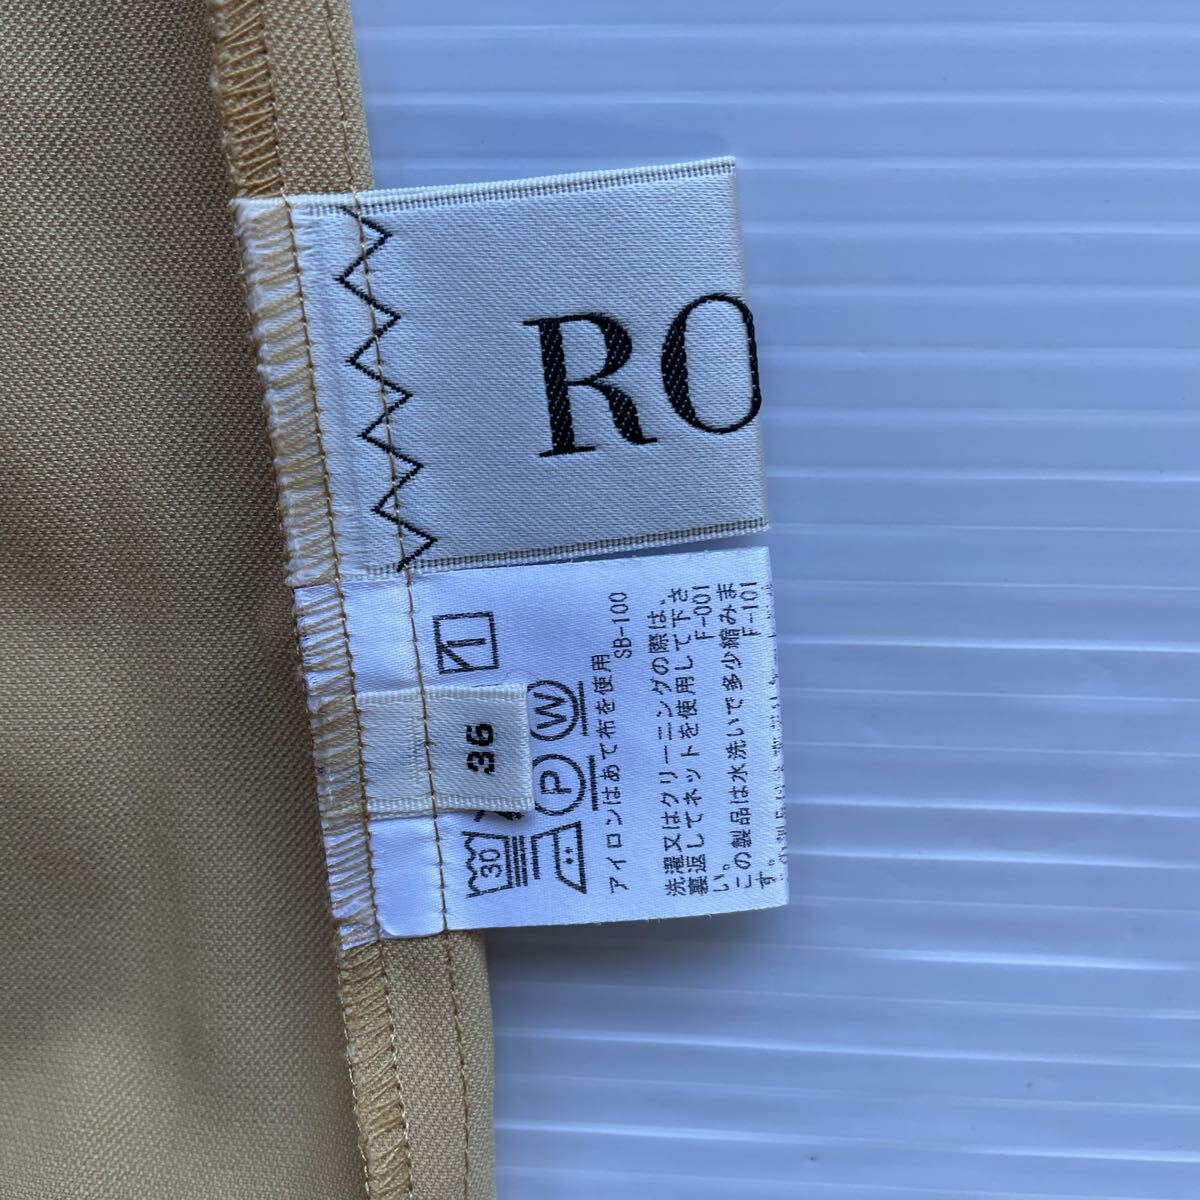 RO
36
30
P
W
アイロンはあて布を使用
SB-100
洗濯又はクリーニングの際は、
裏返してネットを使用して下さ
い。
F-001
この製品は水洗いで多少縮みま
す。
F-101